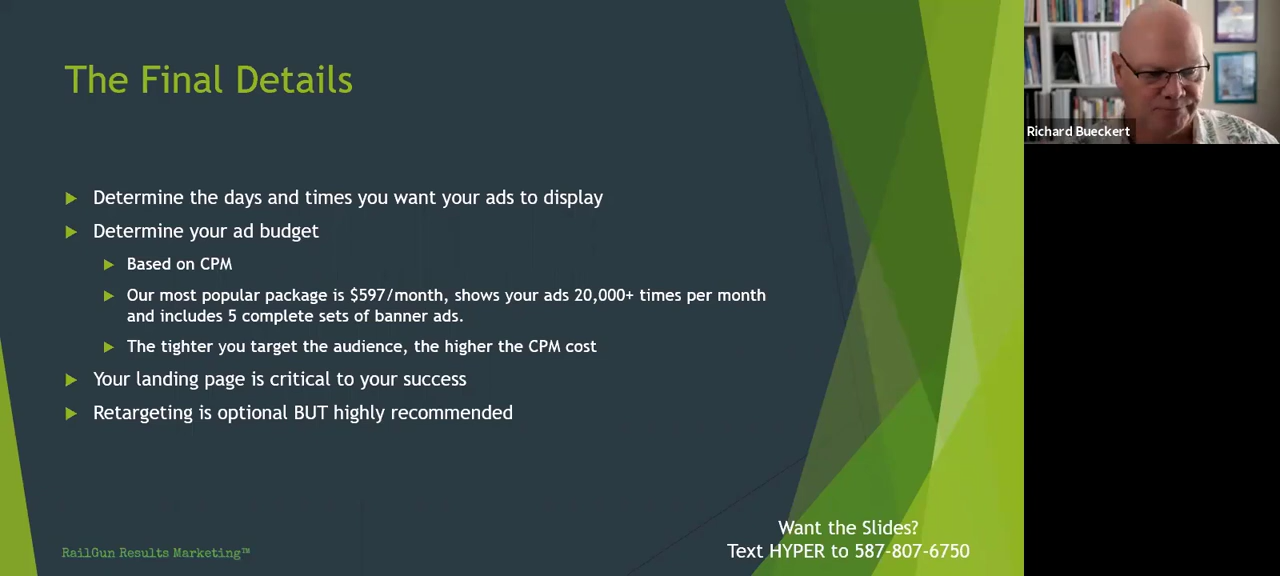 The Final Details
Determine the days and times you want your ads to display
Determine your ad budget
Based on CPM
Our most popular package is $597/month, shows your ads 20,000+ times per month
and includes 5 complete sets of banner ads.
The tighter you target the audience, the higher the CPM cost
Your landing page is critical to your success
Retargeting is optional BUT highly recommended
Want the Slides?
Text HYPER to 587-807-6750
RailGun Results Marketing™
Richard Bueckert